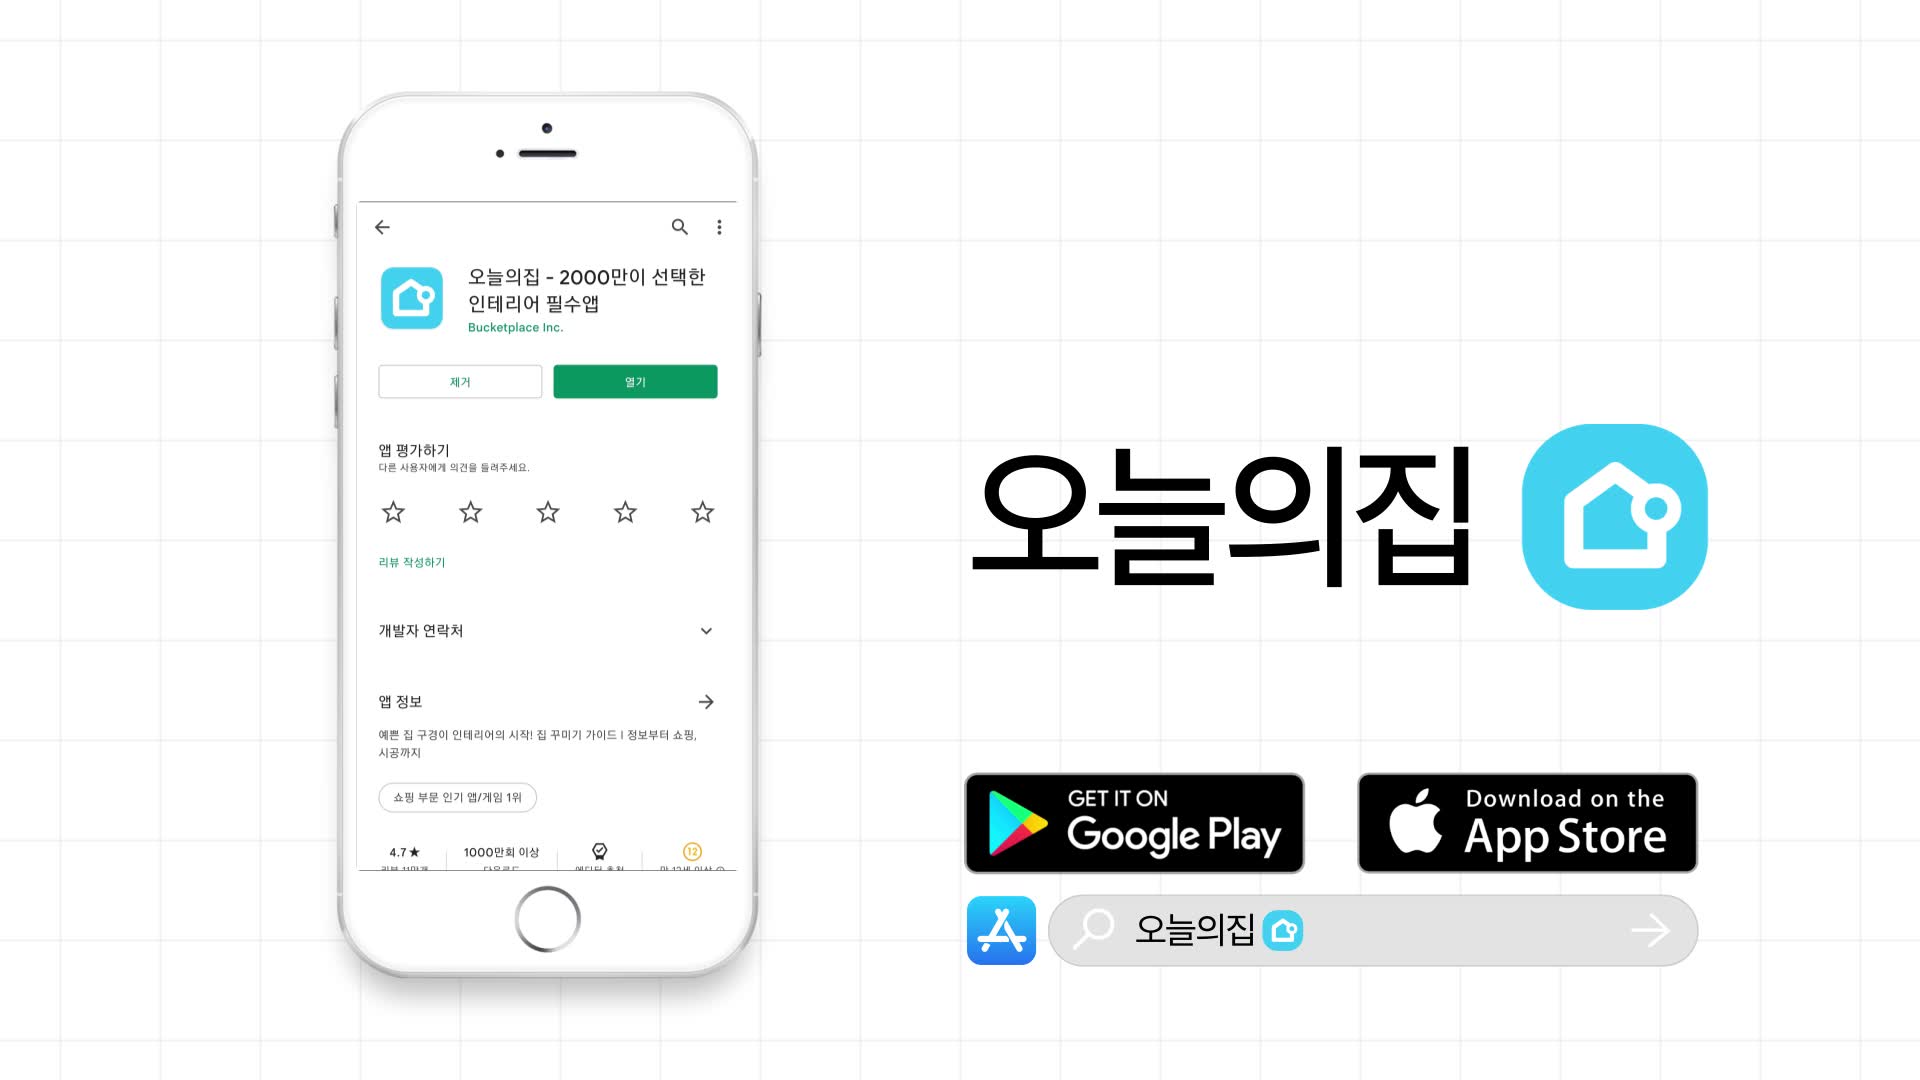 오늘의집 - 2000만이 선택한
인테리어 필수앱
Bucketplace Inc.
제거
열기
앱 평가하기
다른 사용자에게 의견을 들려주세요.
리뷰 작성하기
개발자 연락처
앱 정보
예쁜 집 구경이 인테리어의 시작! 집 꾸미기 가이드 | 정보부터 쇼핑,
시공까지
쇼핑 부문 인기 앱/게임 1위
4.7★
1000만회 이상
12
오늘의집
GET IT ON
Google Play
Download on the
App Store
오늘의집